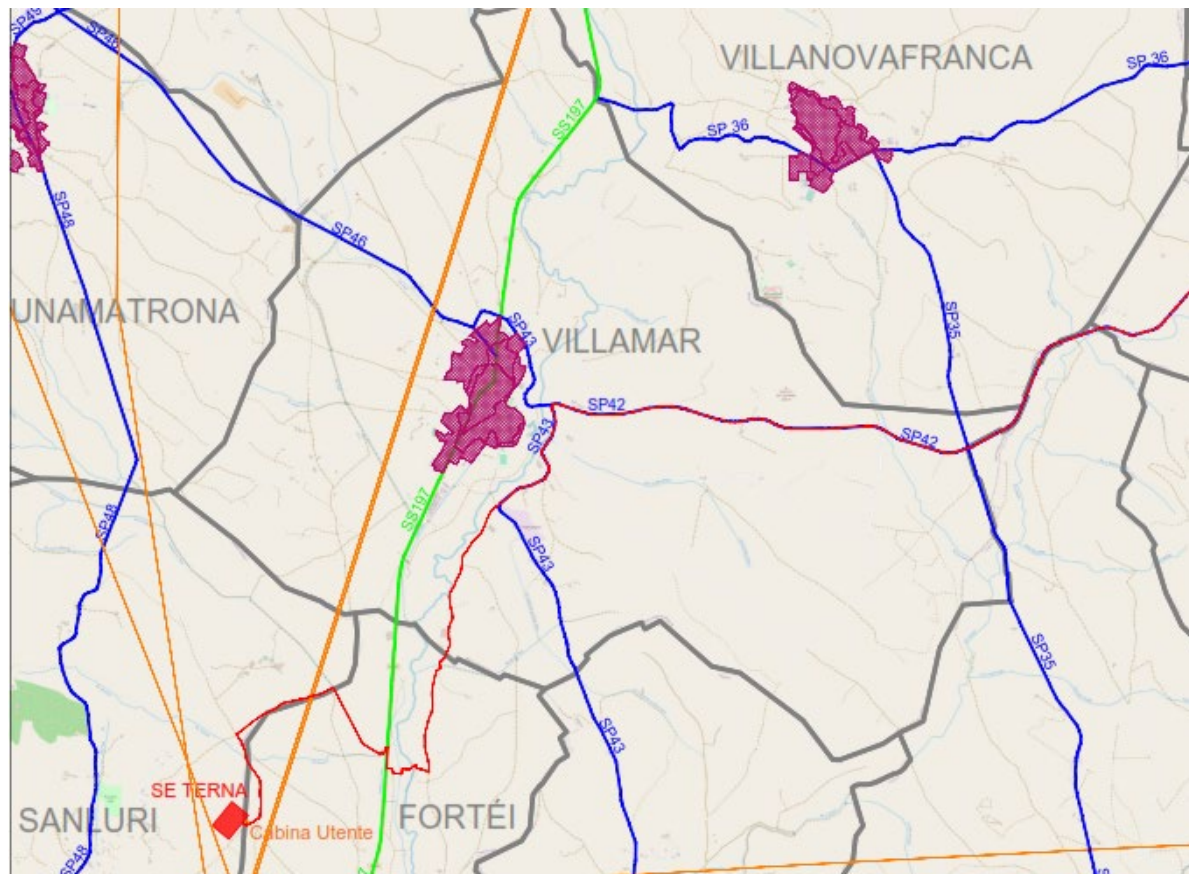 SP49
SP46
VILLANOVAFRANCA
SP 36
SS197
SP 36
SP48
SP46
UNAMATRONA
SP43
VILLAMAR
SP35
SP42
SP42
SP43
SS197
SP48
SP43
SP35
SP43
SE TERNA
SANLURI
Cabina Utente
FORTÉI
SP48